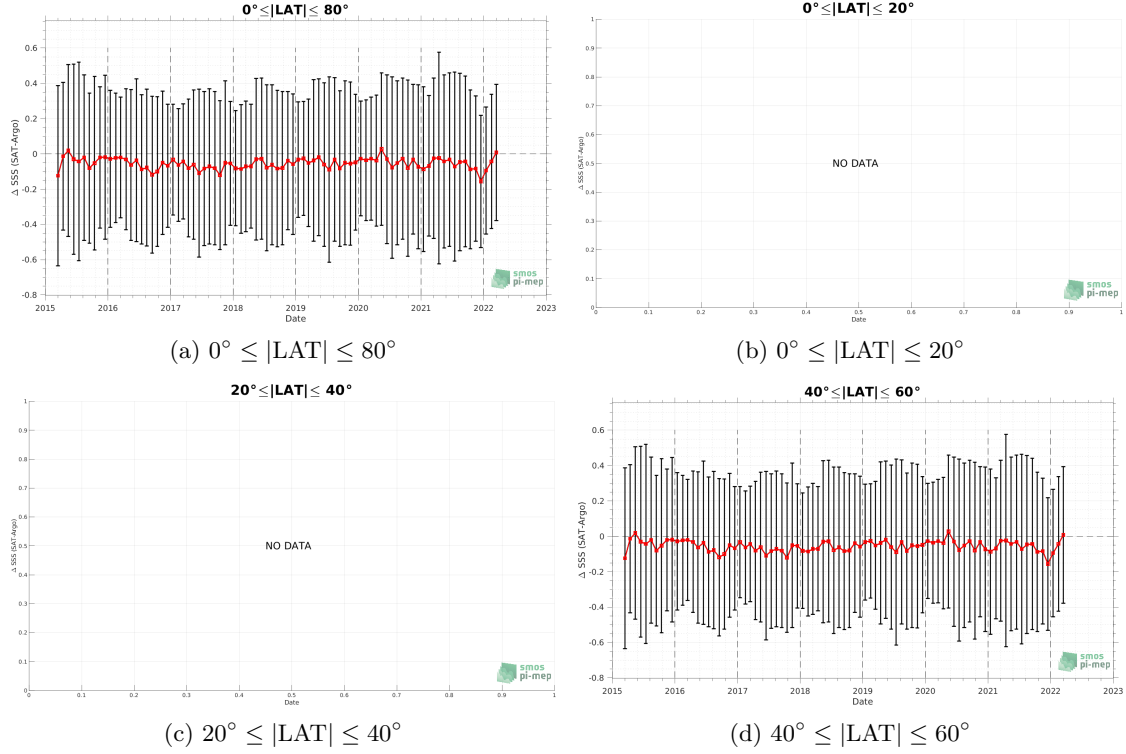 0°≤|LAT|≤ 80°
Δ SSS (SAT-Argo)
0.6
0.4
0.2
0
-0.2
-0.4
-0.6
-0.8
2015 2016 2017 2018 2019 2020 2021 2022 2023
Date
smos
pi-mep
(a) 0° ≤ |LAT| ≤ 80°
0°≤|LAT|≤ 20°
Δ SSS (SAT-Argo)
1
0.9
0.8
0.7
0.6
0.5
0.4
0.3
0.2
0.1
0
NO DATA
0 0.1 0.2 0.3 0.4 0.5 0.6 0.7 0.8 0.9 1
Date
smos
pi-mep
(b) 0° ≤ |LAT| ≤ 20°
20°≤|LAT|≤ 40°
Δ SSS (SAT-Argo)
1
0.9
0.8
0.7
0.6
0.5
0.4
0.3
0.2
0.1
0
NO DATA
0 0.1 0.2 0.3 0.4 0.5 0.6 0.7 0.8 0.9 1
Date
smos
pi-mep
(c) 20° ≤ |LAT| ≤ 40°
40°≤|LAT|≤ 60°
Δ SSS (SAT-Argo)
0.6
0.4
0.2
0
-0.2
-0.4
-0.6
-0.8
2015 2016 2017 2018 2019 2020 2021 2022 2023
Date
smos
pi-mep
(d) 40° ≤ |LAT| ≤ 60°